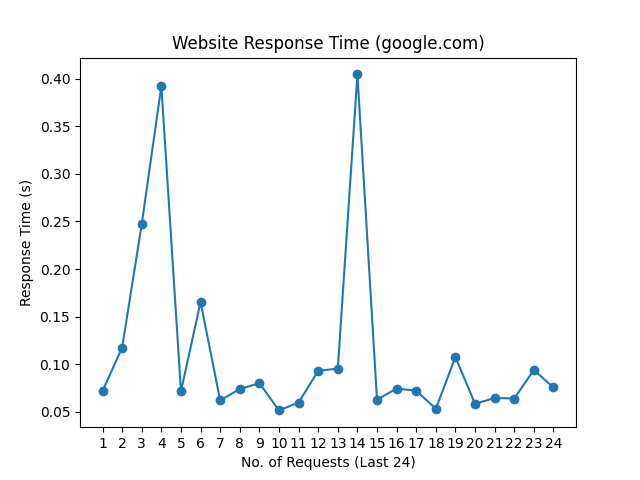 Website Response Time (google.com)
Response Time (s)
0.40
0.35
0.30
0.25
0.20
0.15
0.10
0.05
1 2 3 4 5 6 7 8 9 10 11 12 13 14 15 16 17 18 19 20 21 22 23 24
No. of Requests (Last 24)